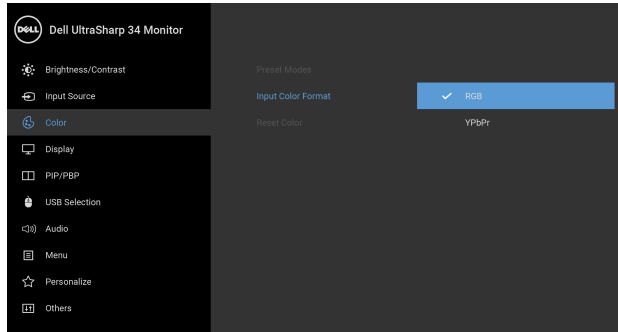 DELL Dell UltraSharp 34 Monitor
Brightness/Contrast
Input Source
Color
Display
PIP/PBP
USB Selection
Audio
Menu
Personalize
Others
Preset Modes
Input Color Format
Reset Color
RGB
YPbPr